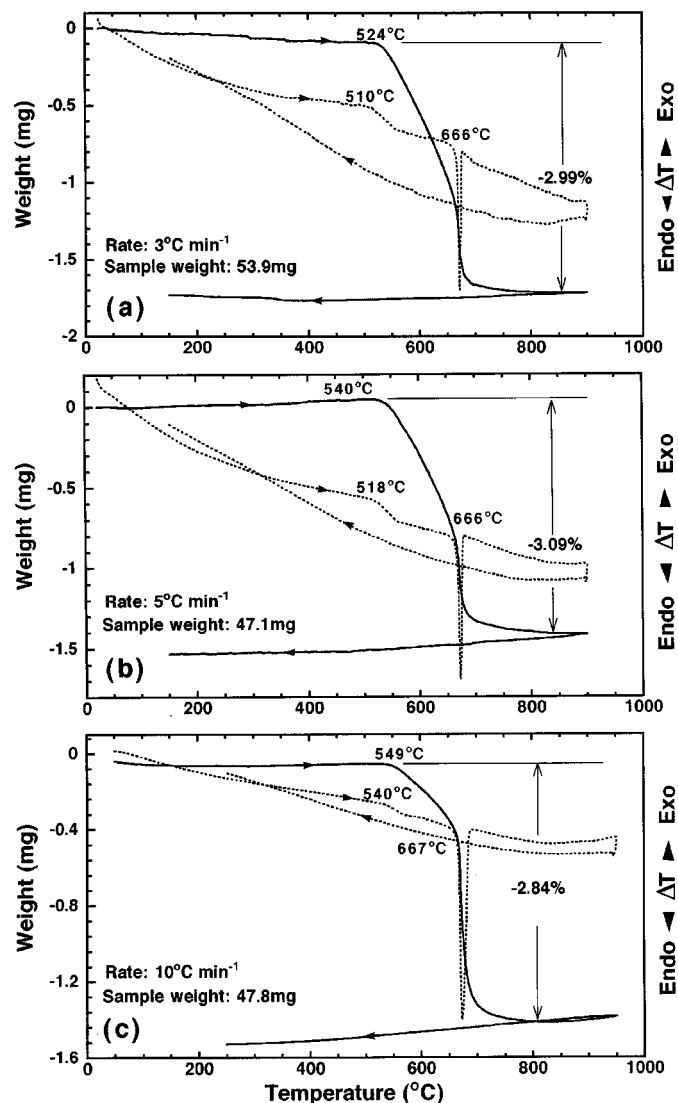 0
-0.5
-1
-1.5
-2
Weight (mg)
524°C
510°C
666°C
-2.99%
Rate: 3°C min⁻¹
Sample weight: 53.9mg
(a)
0 200 400 600 800 1000
Endo ◄ ΔT ► Exo
0
-0.5
-1
-1.5
Weight (mg)
540°C
518°C
666°C
-3.09%
Rate: 5°C min⁻¹
Sample weight: 47.1mg
(b)
0 200 400 600 800 1000
Endo ◄ ΔT ► Exo
0
-0.4
-0.8
-1.2
-1.6
Weight (mg)
549°C
540°C
667°C
-2.84%
Rate: 10°C min⁻¹
Sample weight: 47.8mg
(c)
0 200 400 600 800 1000
Endo ◄ ΔT ► Exo
Temperature (°C)